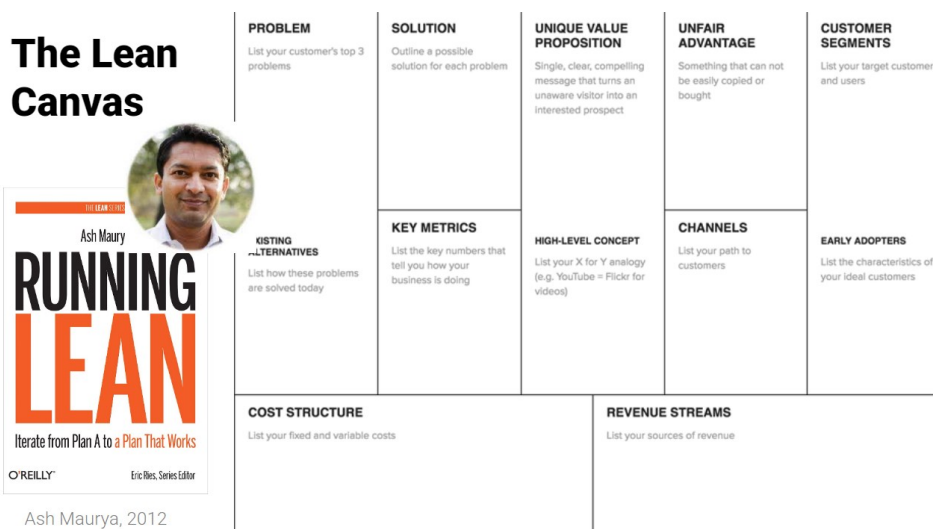 The Lean
Canvas
THE LEAN SERIES
Ash Maury
RUNNING
LEAN
Iterate from Plan A to a Plan That Works
O'REILLY
Eric Ries, Series Editor
Ash Maurya, 2012
PROBLEM
List your customer's top 3
problems
EXISTING
ALTERNATIVES
List how these problems
are solved today
SOLUTION
Outline a possible
solution for each problem
KEY METRICS
List the key numbers that
tell you how your
business is doing
UNIQUE VALUE
PROPOSITION
Single, clear, compelling
message that turns an
unaware visitor into an
interested prospect
HIGH-LEVEL CONCEPT
List your X for Y analogy
(e.g. YouTube = Flickr for
videos)
UNFAIR
ADVANTAGE
Something that can not
be easily copied or
bought
CHANNELS
List your path to
customers
CUSTOMER
SEGMENTS
List your target customer
and users
EARLY ADOPTERS
List the characteristics of
your ideal customers
COST STRUCTURE
List your fixed and variable costs
REVENUE STREAMS
List your sources of revenue